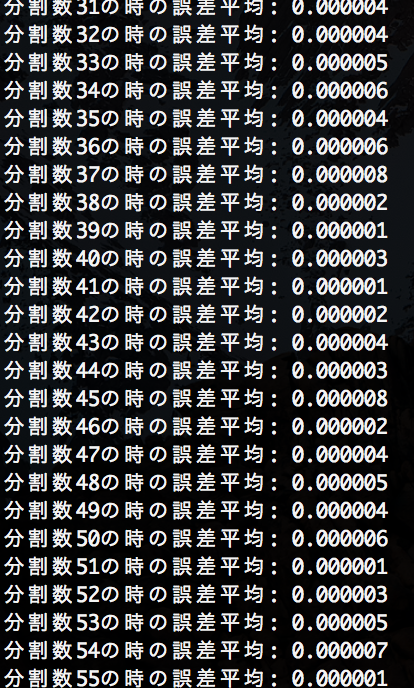 分割数31の時の誤差平均: 0.000004
分割数32の時の誤差平均: 0.000004
分割数33の時の誤差平均: 0.000005
分割数34の時の誤差平均: 0.000006
分割数35の時の誤差平均: 0.000004
分割数36の時の誤差平均: 0.000006
分割数37の時の誤差平均: 0.000008
分割数38の時の誤差平均: 0.000002
分割数39の時の誤差平均: 0.000001
分割数40の時の誤差平均: 0.000003
分割数41の時の誤差平均: 0.000001
分割数42の時の誤差平均: 0.000002
分割数43の時の誤差平均: 0.000004
分割数44の時の誤差平均: 0.000003
分割数45の時の誤差平均: 0.000008
分割数46の時の誤差平均: 0.000002
分割数47の時の誤差平均: 0.000004
分割数48の時の誤差平均: 0.000005
分割数49の時の誤差平均: 0.000004
分割数50の時の誤差平均: 0.000006
分割数51の時の誤差平均: 0.000001
分割数52の時の誤差平均: 0.000003
分割数53の時の誤差平均: 0.000005
分割数54の時の誤差平均: 0.000007
分割数55の時の誤差平均: 0.000001